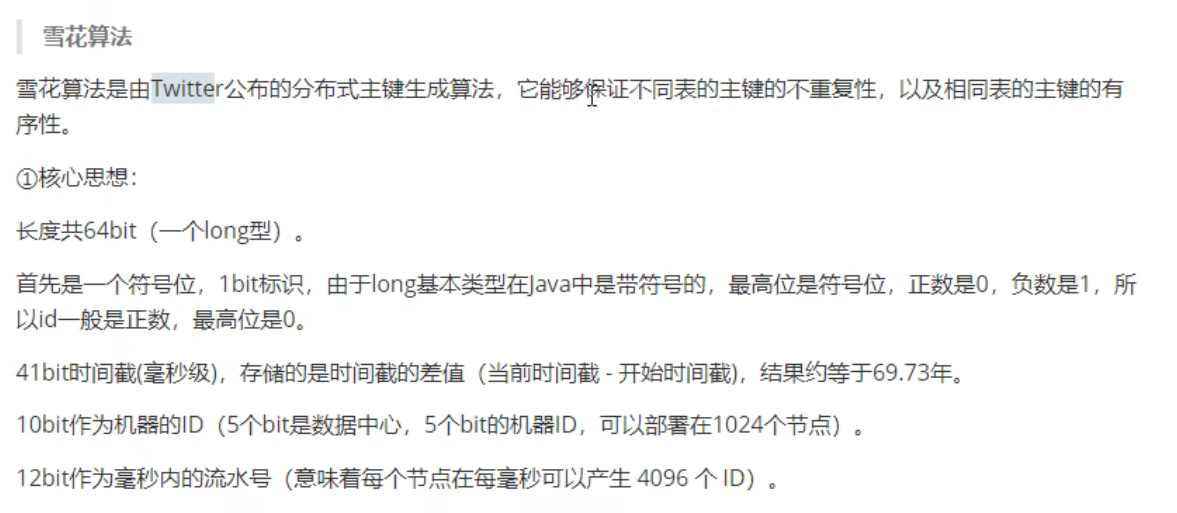 雪花算法
雪花算法是由Twitter公布的分布式主键生成算法，它能够保证不同表的主键的不重复性，以及相同表的主键的有
序性。
①核心思想：
长度共64bit（一个long型）。
首先是一个符号位，1bit标识，由于long基本类型在Java中是带符号的，最高位是符号位，正数是0，负数是1，所
以id一般是正数，最高位是0。
41bit时间截(毫秒级)，存储的是时间截的差值（当前时间截 - 开始时间截)，结果约等于69.73年。
10bit作为机器的ID（5个bit是数据中心，5个bit的机器ID，可以部署在1024个节点）。
12bit作为毫秒内的流水号（意味着每个节点在每毫秒可以产生 4096 个 ID）。